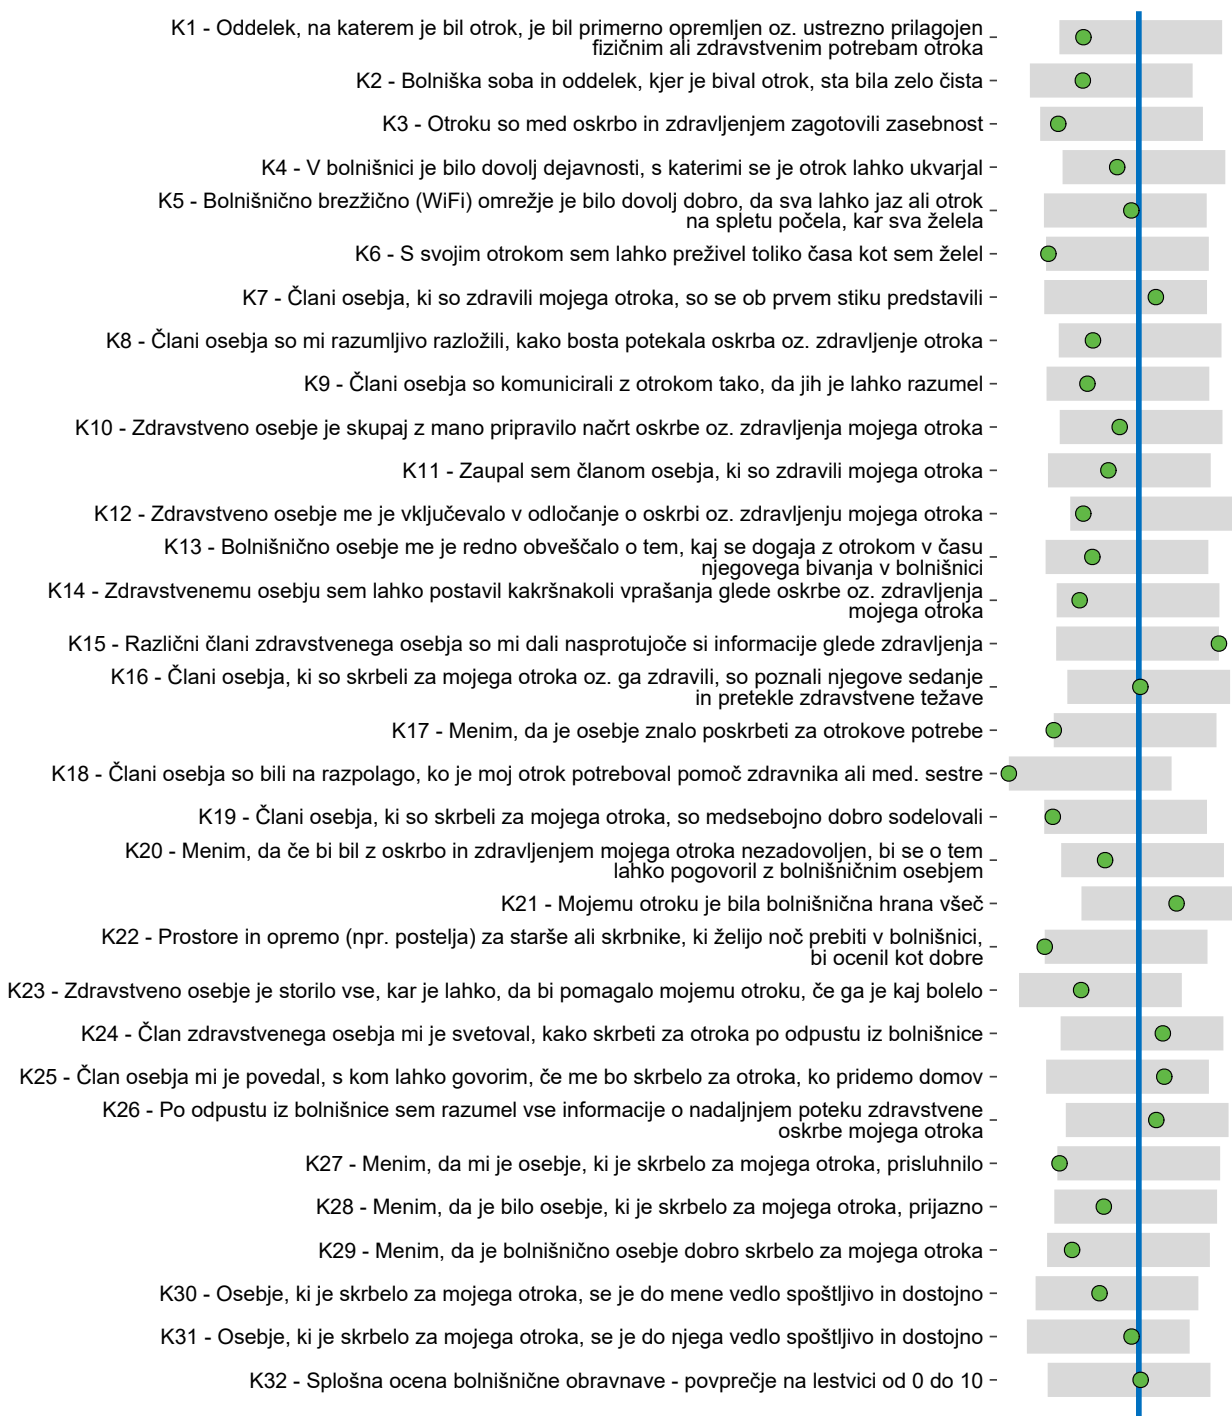 K1 - Oddelek, na katerem je bil otrok, je bil primerno opremljen oz. ustrezno prilagojen
fizičnim ali zdravstvenim potrebam otroka
K2 - Bolniška soba in oddelek, kjer je bival otrok, sta bila zelo čista
K3 - Otroku so med oskrbo in zdravljenjem zagotovili zasebnost
K4 - V bolnišnici je bilo dovolj dejavnosti, s katerimi se je otrok lahko ukvarjal
K5 - Bolnišnično brezžično (WiFi) omrežje je bilo dovolj dobro, da sva lahko jaz ali otrok
na spletu počela, kar sva želela
K6 - S svojim otrokom sem lahko preživel toliko časa kot sem želel
K7 - Člani osebja, ki so zdravili mojega otroka, so se ob prvem stiku predstavili
K8 - Člani osebja so mi razumljivo razložili, kako bosta potekala oskrba oz. zdravljenje otroka
K9 - Člani osebja so komunicirali z otrokom tako, da jih je lahko razumel
K10 - Zdravstveno osebje je skupaj z mano pripravilo načrt oskrbe oz. zdravljenja mojega otroka
K11 - Zaupal sem članom osebja, ki so zdravili mojega otroka
K12 - Zdravstveno osebje me je vključevalo v odločanje o oskrbi oz. zdravljenju mojega otroka
K13 - Bolnišnično osebje me je redno obveščalo o tem, kaj se dogaja z otrokom v času
njegovega bivanja v bolnišnici
K14 - Zdravstvenemu osebju sem lahko postavil kakršnakoli vprašanja glede oskrbe oz. zdravljenja
mojega otroka
K15 - Različni člani zdravstvenega osebja so mi dali nasprotujoče si informacije glede zdravljenja
K16 - Člani osebja, ki so skrbeli za mojega otroka oz. ga zdravili, so poznali njegove sedanje
in pretekle zdravstvene težave
K17 - Menim, da je osebje znalo poskrbeti za otrokove potrebe
K18 - Člani osebja so bili na razpolago, ko je moj otrok potreboval pomoč zdravnika ali med. sestre
K19 - Člani osebja, ki so skrbeli za mojega otroka, so medsebojno dobro sodelovali
K20 - Menim, da če bi bil z oskrbo in zdravljenjem mojega otroka nezadovoljen, bi se o tem
lahko pogovoril z bolnišničnim osebjem
K21 - Mojemu otroku je bila bolnišnična hrana všeč
K22 - Prostore in opremo (npr. postelja) za starše ali skrbnike, ki želijo noč prebiti v bolnišnici,
bi ocenil kot dobre
K23 - Zdravstveno osebje je storilo vse, kar je lahko, da bi pomagalo mojemu otroku, če ga je kaj bolelo
K24 - Član zdravstvenega osebja mi je svetoval, kako skrbeti za otroka po odpustu iz bolnišnice
K25 - Član osebja mi je povedal, s kom lahko govorim, če me bo skrbelo za otroka, ko pridemo domov
K26 - Po odpustu iz bolnišnice sem razumel vse informacije o nadaljnjem poteku zdravstvene
oskrbe mojega otroka
K27 - Menim, da mi je osebje, ki je skrbelo za mojega otroka, prisluhnilo
K28 - Menim, da je bilo osebje, ki je skrbelo za mojega otroka, prijazno
K29 - Menim, da je bolnišnično osebje dobro skrbelo za mojega otroka
K30 - Osebje, ki je skrbelo za mojega otroka, se je do mene vedlo spoštljivo in dostojno
K31 - Osebje, ki je skrbelo za mojega otroka, se je do njega vedlo spoštljivo in dostojno
K32 - Splošna ocena bolnišnične obravnave - povprečje na lestvici od 0 do 10